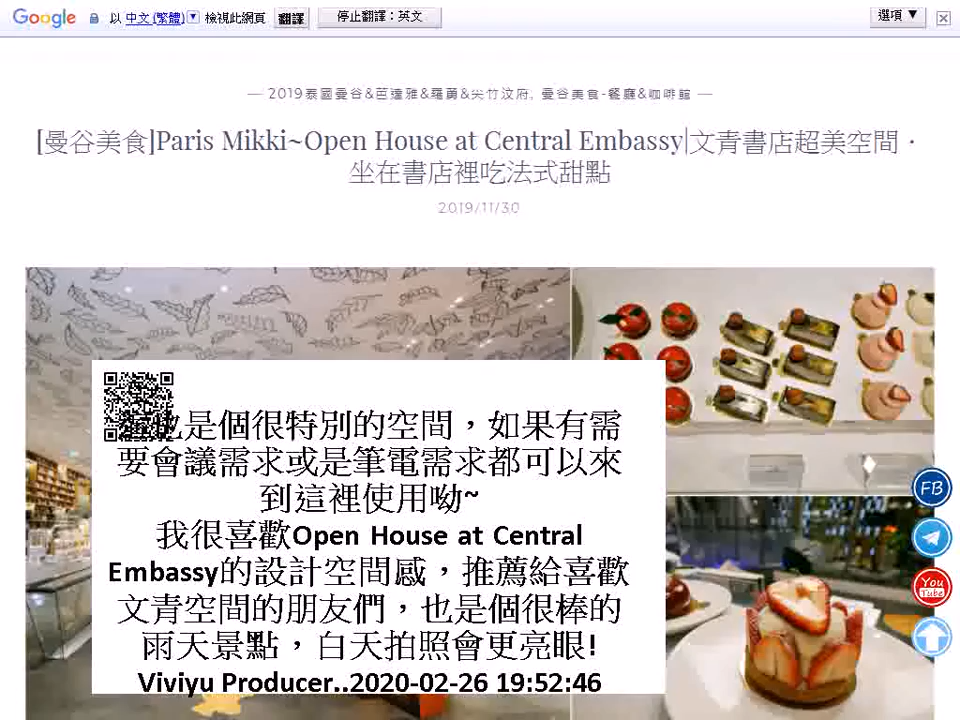 Google 以 中文 (繁體) 檢視此網頁 翻譯 停止翻譯：英文 選項 ▼
— 2019泰國曼谷&芭達雅&羅勇&尖竹汶府, 曼谷美食-餐廳&咖啡館 —
[曼谷美食]Paris Mikki~Open House at Central Embassy|文青書店超美空間．
坐在書店裡吃法式甜點
2019/11/30
也是個很特別的空間，如果有需
要會議需求或是筆電需求都可以來
到這裡使用呦~
我很喜歡Open House at Central
Embassy的設計空間感，推薦給喜歡
文青空間的朋友們，也是個很棒的
雨天景點，白天拍照會更亮眼!
Viviyu Producer..2020-02-26 19:52:46
FB
You
Tube